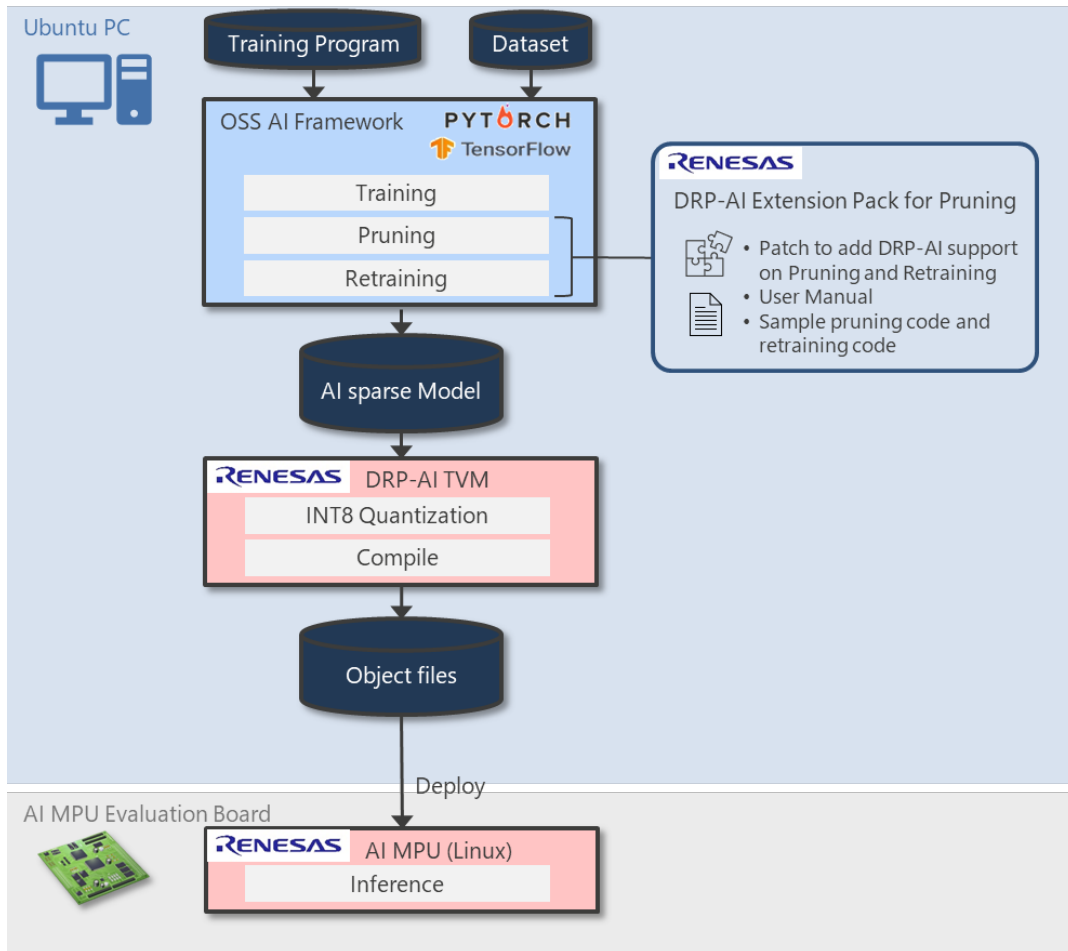 Ubuntu PC
Training Program
Dataset
OSS AI Framework
PYTORCH
TensorFlow
Training
Pruning
Retraining
RENESAS
DRP-AI Extension Pack for Pruning
• Patch to add DRP-AI support
on Pruning and Retraining
• User Manual
• Sample pruning code and
retraining code
AI sparse Model
RENESAS DRP-AI TVM
INT8 Quantization
Compile
Object files
Deploy
AI MPU Evaluation Board
RENESAS AI MPU (Linux)
Inference